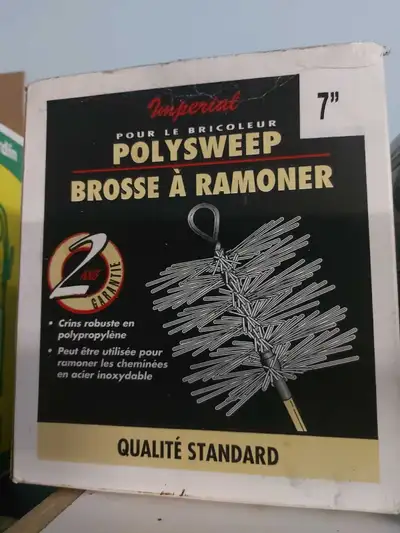 Imperial
7"
POUR LE BRICOLEUR
POLYSWEEP
BROSSE À RAMONER
2
ANS
GARANTIE
• Crins robuste en
polypropylène
• Peut être utilisée pour
ramoner les cheminées
en acier inoxydable
QUALITÉ STANDARD